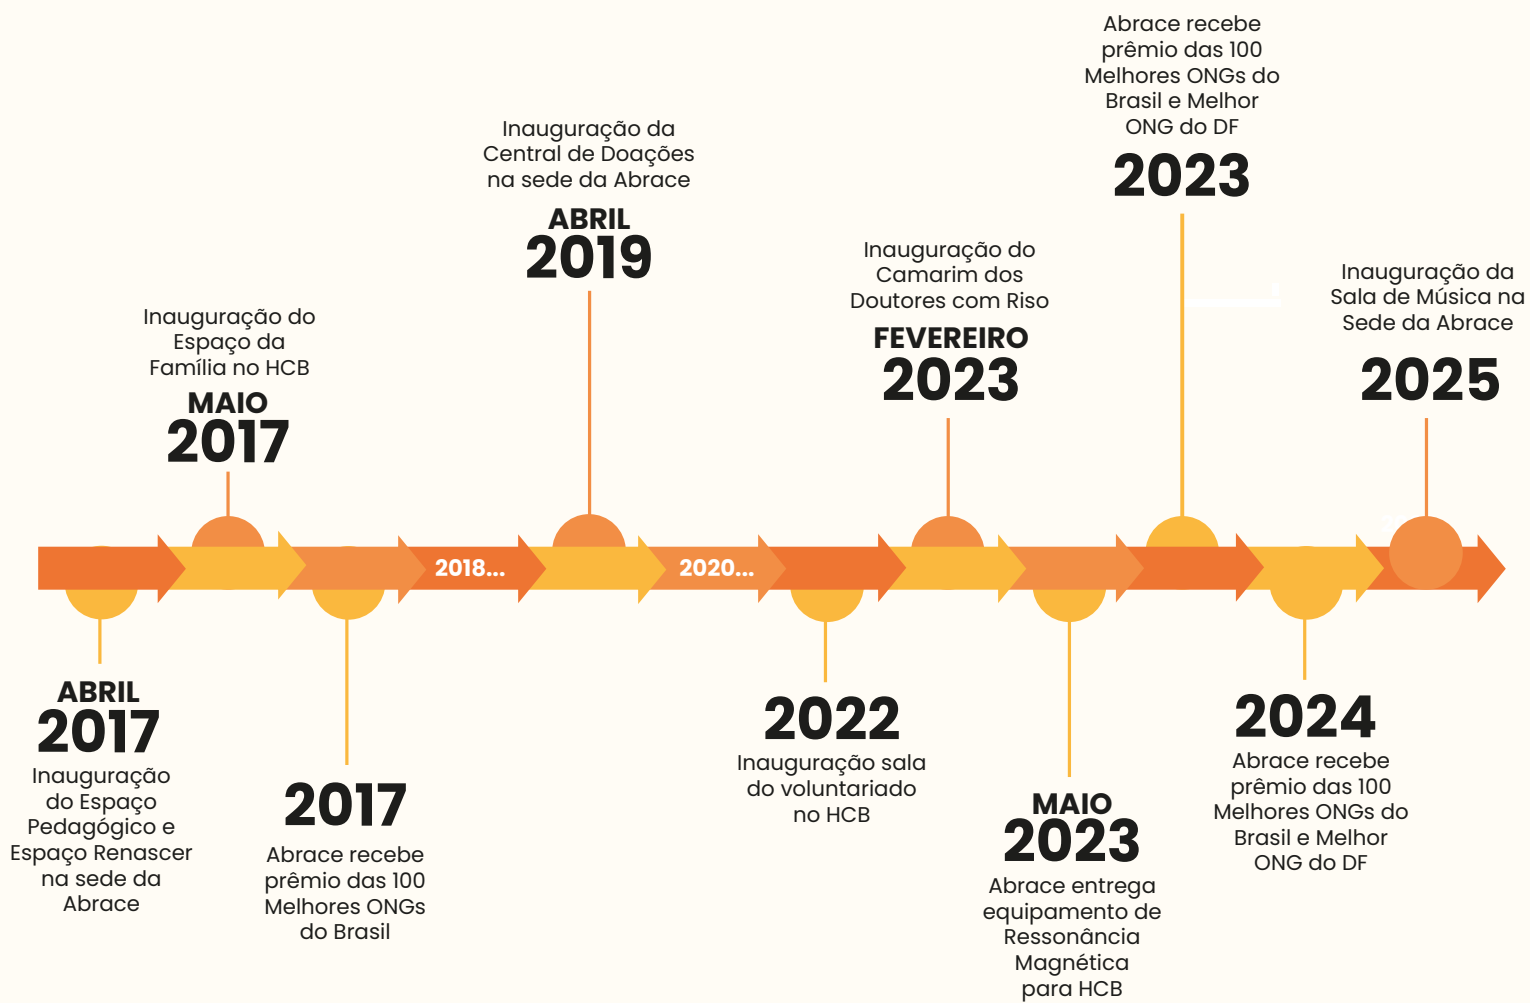 ABRIL
2017
Inauguração
do Espaço
Pedagógico e
Espaço Renascer
na sede da
Abrace
Inauguração do
Espaço da
Família no HCB
MAIO
2017
2017
Abrace recebe
prêmio das 100
Melhores ONGs
do Brasil
2018...
Inauguração da
Central de Doações
na sede da Abrace
ABRIL
2019
2020...
2022
Inauguração sala
do voluntariado
no HCB
Inauguração do
Camarim dos
Doutores com Riso
FEVEREIRO
2023
MAIO
2023
Abrace entrega
equipamento de
Ressonância
Magnética
para HCB
Abrace recebe
prêmio das 100
Melhores ONGs do
Brasil e Melhor
ONG do DF
2023
2024
Abrace recebe
prêmio das 100
Melhores ONGs do
Brasil e Melhor
ONG do DF
Inauguração da
Sala de Música na
Sede da Abrace
2025